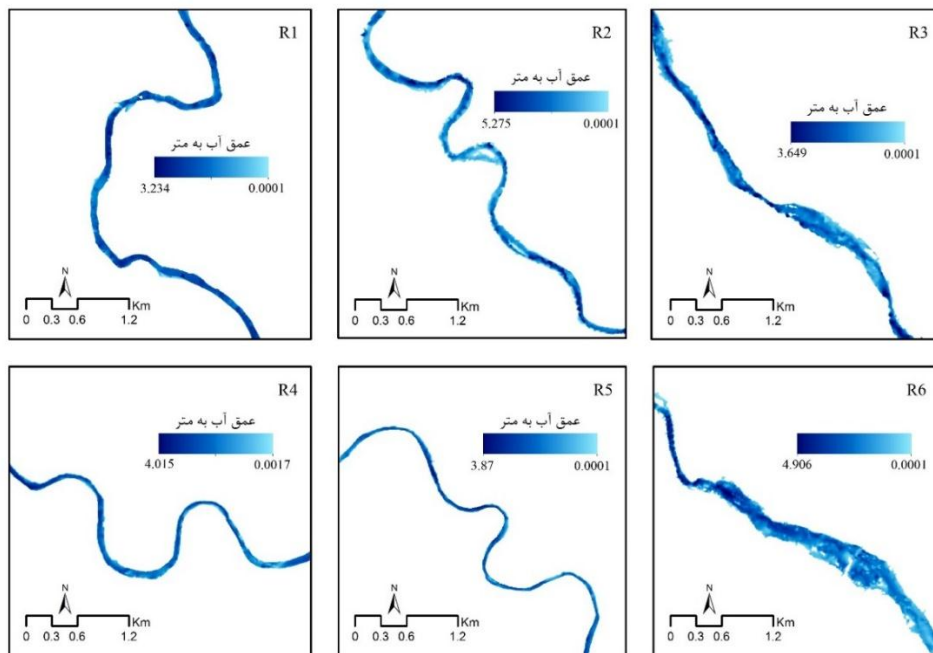 R1
عمق آب به متر
3.234 0.0001
N
Km
0 0.3 0.6 1.2
R2
عمق آب به متر
5.275 0.0001
N
Km
0 0.3 0.6 1.2
R3
عمق آب به متر
3.649 0.0001
N
Km
0 0.3 0.6 1.2
R4
عمق آب به متر
4.015 0.0017
N
Km
0 0.3 0.6 1.2
R5
عمق آب به متر
3.87 0.0001
N
Km
0 0.3 0.6 1.2
R6
4.906 0.0001
N
Km
0 0.3 0.6 1.2